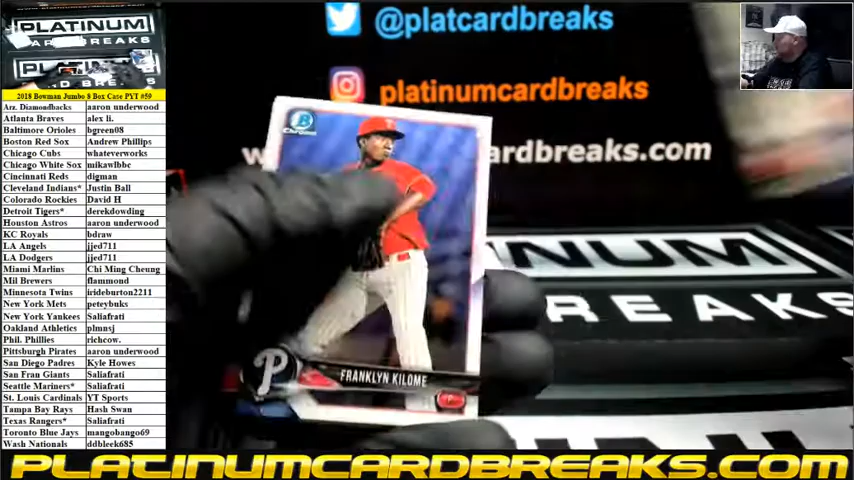 PLATINUM
CARD BREAKS
PLATINUM
@platcardbreaks
platinumcardbreaks
ardbreaks.com
Chrome
FRANKLYN KILOME
P
INUM
BREAKS
2018 Bowman Jumbo 8 Box Case PYT #59
Arz. Diamondbacks aaron underwood
Atlanta Braves alex li.
Baltimore Orioles bgreen08
Boston Red Sox Andrew Phillips
Chicago Cubs whateverworks
Chicago White Sox mikawlbbc
Cincinnati Reds digman
Cleveland Indians* Justin Ball
Colorado Rockies David H
Detroit Tigers* derekdowding
Houston Astros aaron underwood
KC Royals bdraw
LA Angels jjed711
LA Dodgers jjed711
Miami Marlins Chi Ming Cheung
Mil Brewers flammond
Minnesota Twins irideburton2211
New York Mets peteybuks
New York Yankees Saliafrati
Oakland Athletics plmnsj
Phil. Phillies richcow.
Pittsburgh Pirates aaron underwood
San Diego Padres Kyle Howes
San Fran Giants Saliafrati
Seattle Mariners* Saliafrati
St. Louis Cardinals YT Sports
Tampa Bay Rays Hash Swan
Texas Rangers* Saliafrati
Toronto Blue Jays mangobango69
Wash Nationals ddbleek685
PLATINUMCARDBREAKS.COM